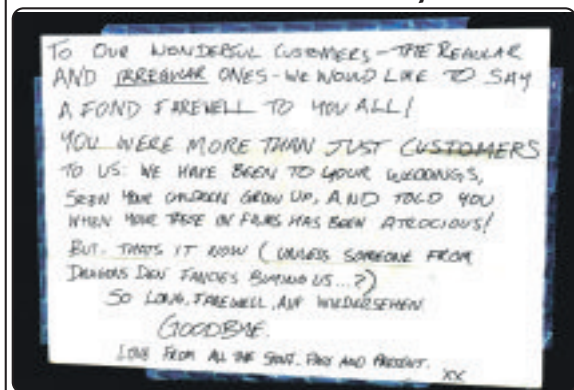 To Our wonderful customers - the regular
and irregular ones - we would like to say
a fond farewell to you all!
You were more than just customers
to us: we have been to your weddings,
seen your children grow up, and told you
when your taste in films has been atrocious!
But. thats it now (unless someone from
Dragons Den fancies buying us...?)
So long, farewell, auf wiedersehen
Goodbye.
Love from all the staff. Past and present.
xx